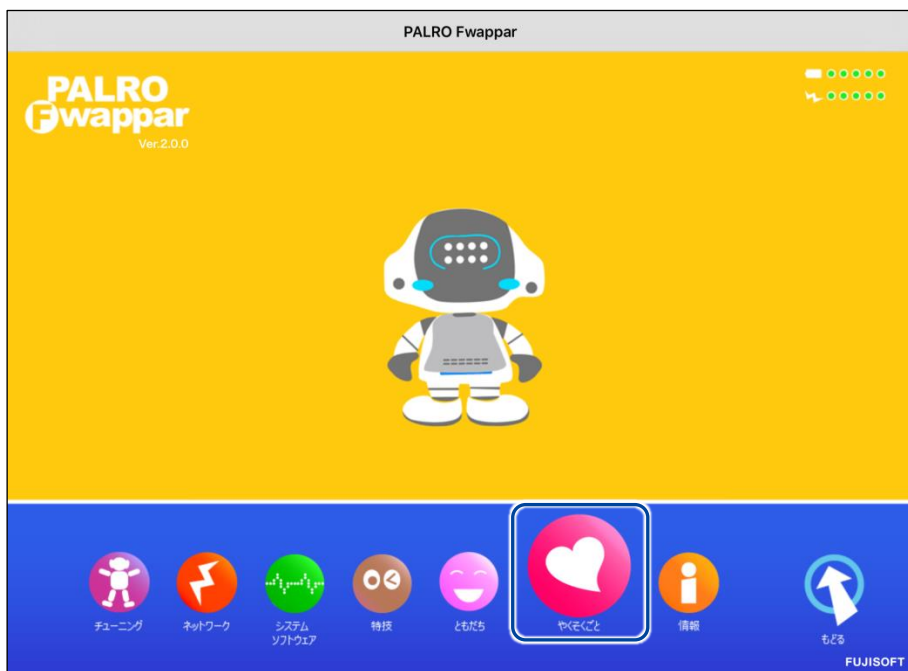 PALRO Fwappar
PALRO
Fwappar
Ver.2.0.0
チューニング
ネットワーク
システム
ソフトウェア
特技
ともだち
やくそくごと
情報
もどる
FUJISOFT